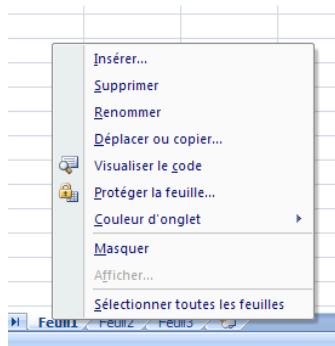 Insérer...
Supprimer
Renommer
Déplacer ou copier...
Visualiser le code
Protéger la feuille...
Couleur d'onglet
Masquer
Afficher...
Sélectionner toutes les feuilles
Feuil1 Feuil2 Feuil3